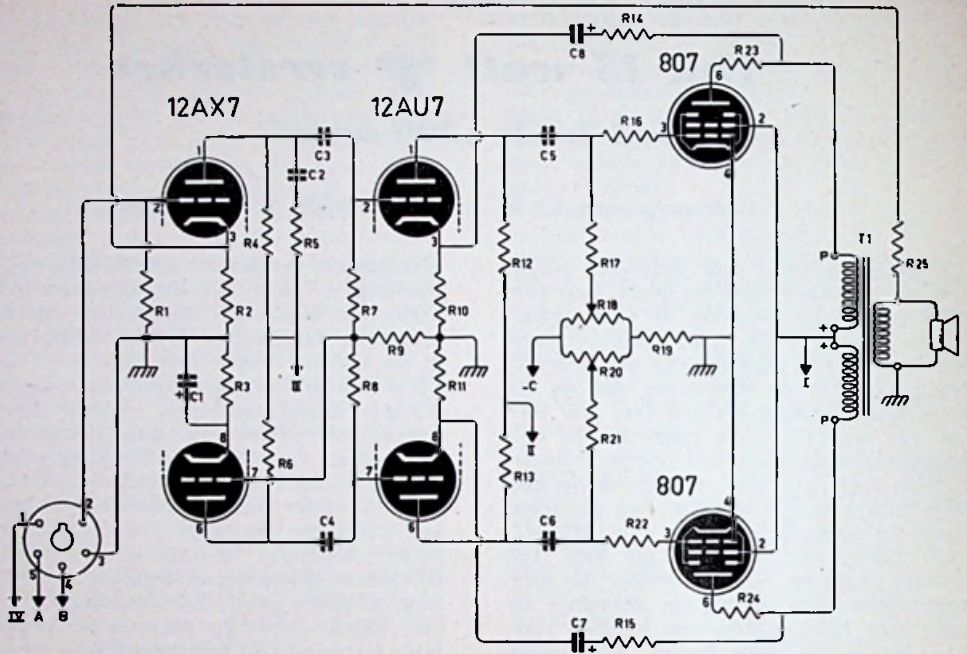 R14
C8
R23
807
6
12AX7
12AU7
1
C3
C2
1
C5
R16
3
2
4
2
3
R4
R5
2
3
R12
R17
P
T1
R25
R1
R2
R7
R10
R18
R9
R19
+
+
III
-C
R20
I
C1
R3
R8
R11
II
8
R6
8
R13
R21
P
7
7
807
4
6
C4
6
C6
R22
3
2
1
2
3
5
4
6
R24
IV
A
B
C7
R15
+
+
+